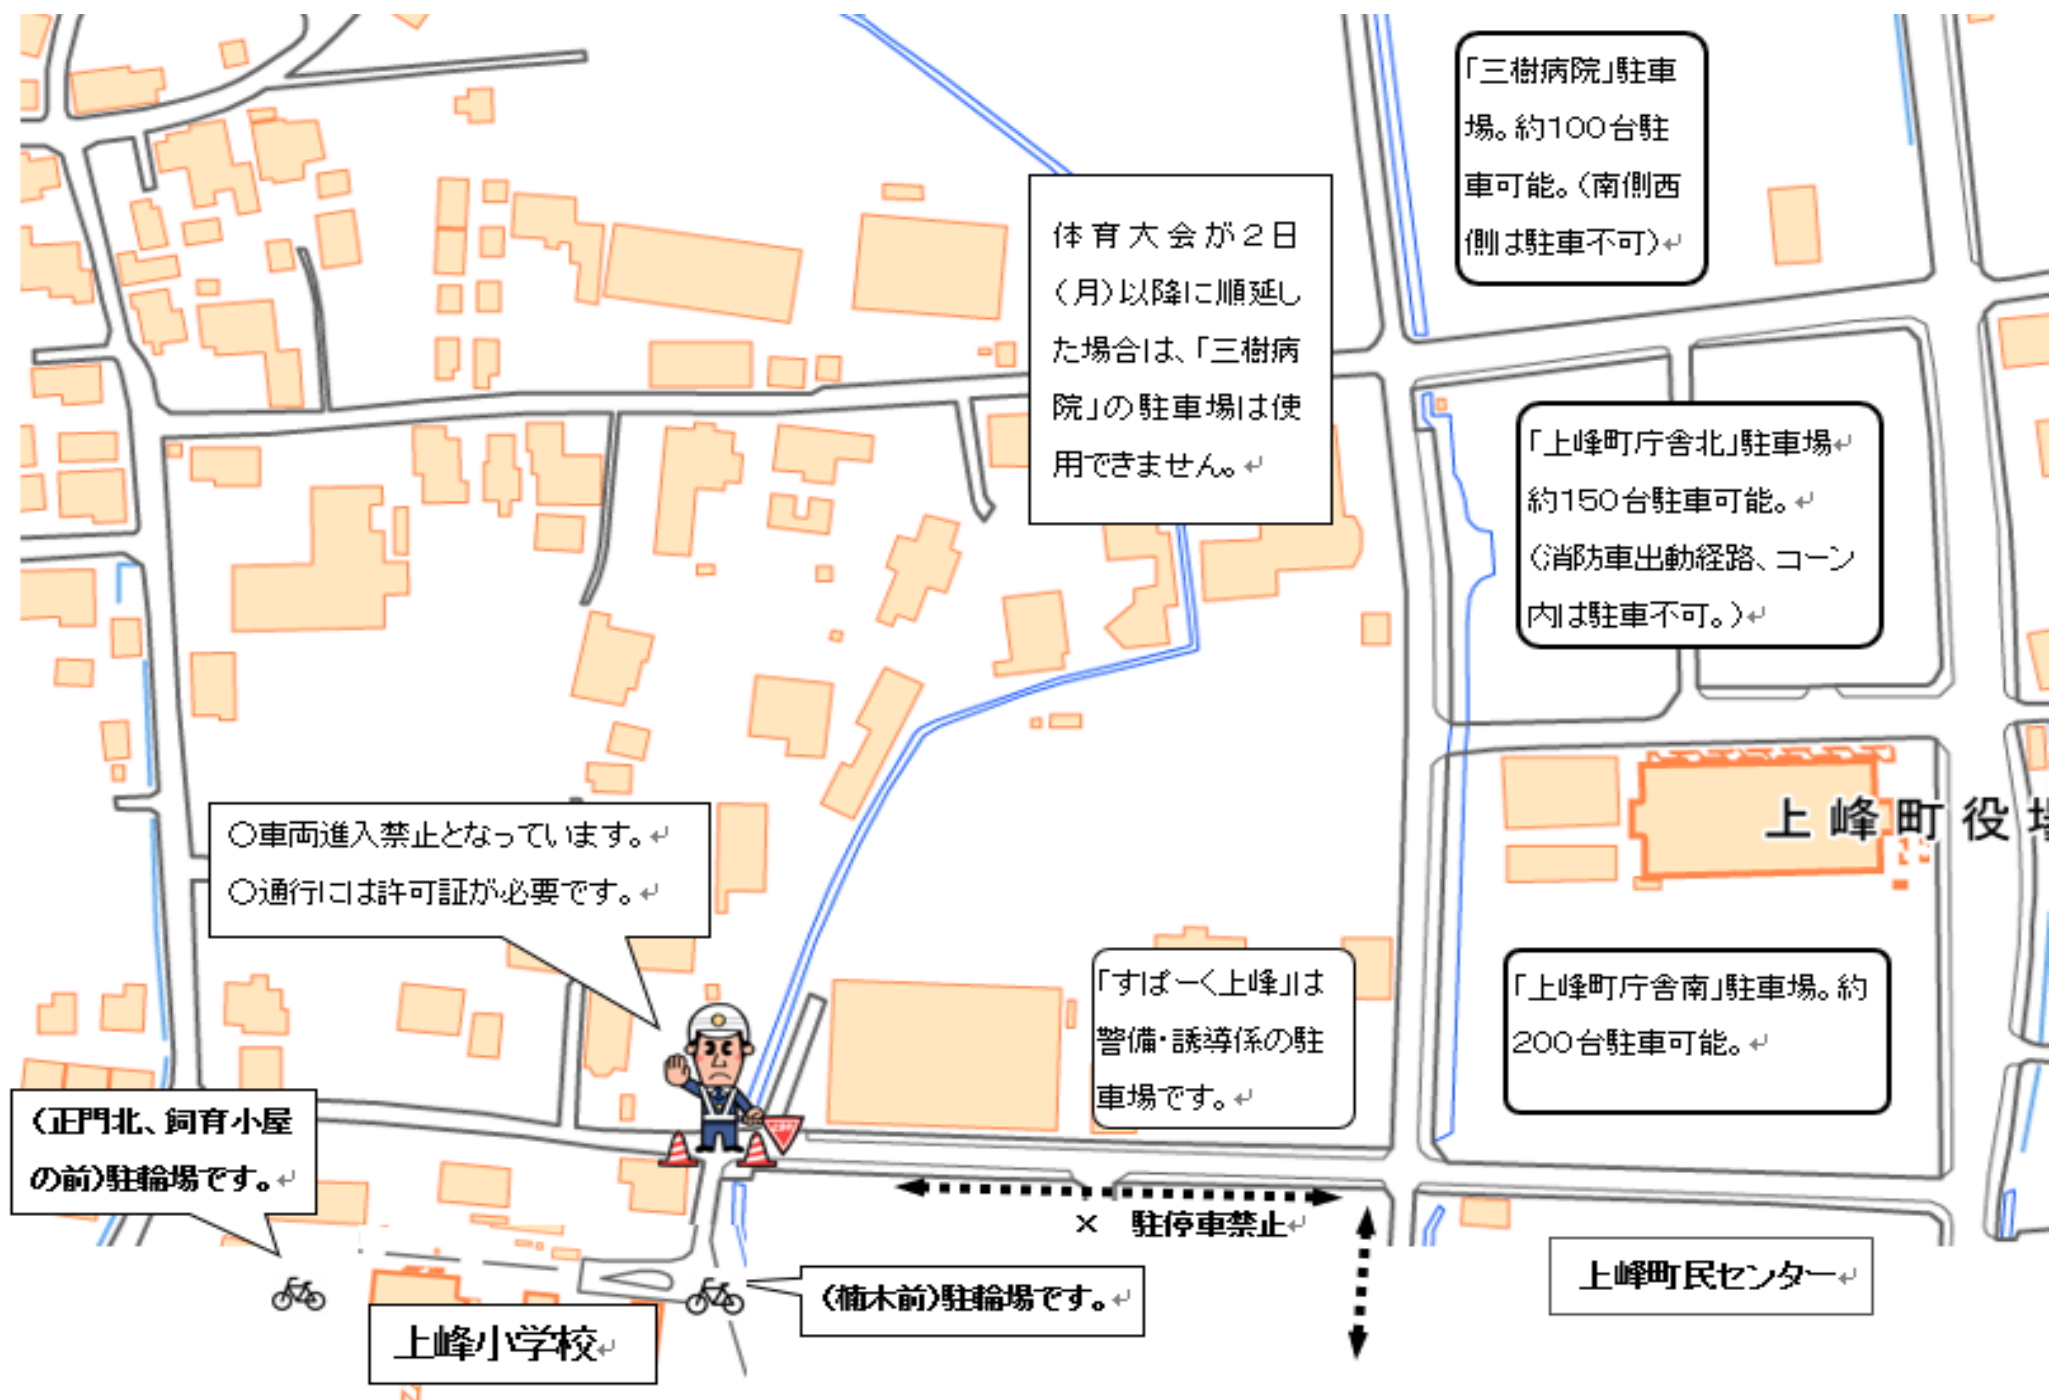 「三樹病院」駐車
場。約100台駐
車可能。（南側西
側は駐車不可）
体育大会が2日
（月）以降に順延し
た場合は、「三樹病
院」の駐車場は使
用できません。
「上峰町庁舎北」駐車場
約150台駐車可能。
（消防車出動経路、コーン
内は駐車不可。）
上峰町役場
○車両進入禁止となっています。
○通行には許可証が必要です。
「すぱーく上峰」は
警備・誘導係の駐
車場です。
「上峰町庁舎南」駐車場。約
200台駐車可能。
（正門北、飼育小屋
の前）駐輪場です。
× 駐停車禁止
（楠木前）駐輪場です。
上峰町民センター
上峰小学校